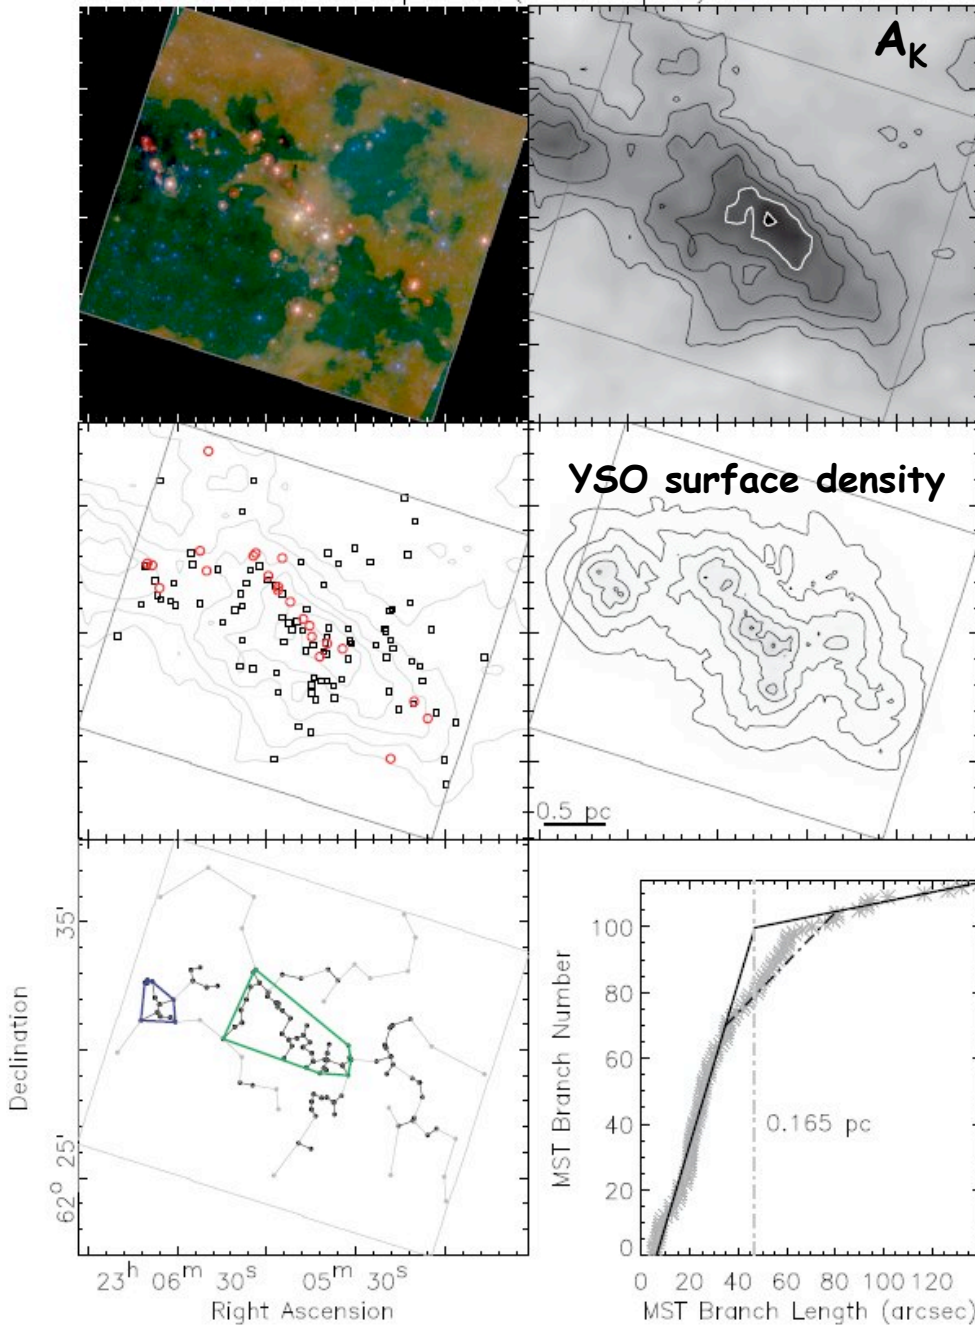 A_K
YSO surface density
0.5 pc
35'
62° 25'
Declination
23h 06m 30s 05m 30s
Right Ascension
100
80
60
40
20
0
MST Branch Number
0.165 pc
0 20 40 60 80 100 120
MST Branch Length (arcsec)